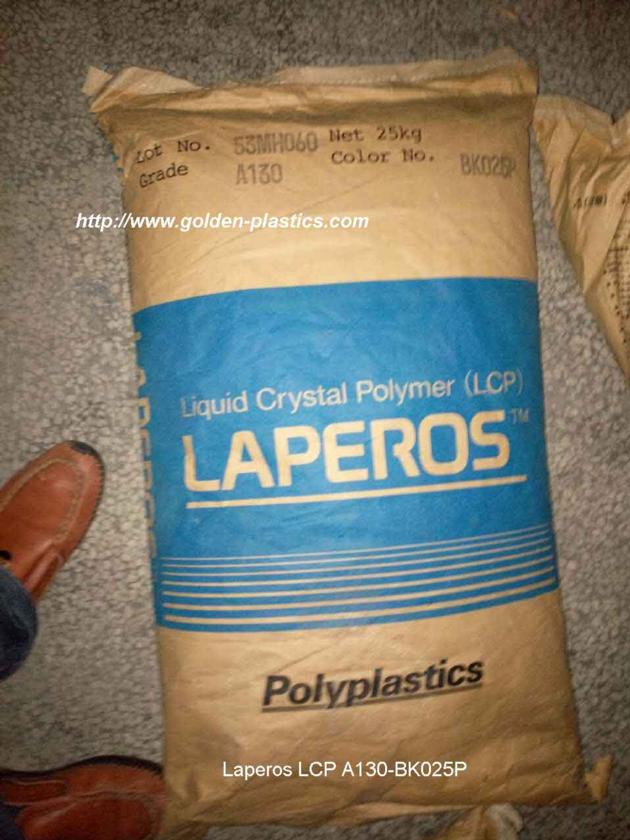 Lot No. 53MH060 Net 25kg
Grade A130 Color No. BK025P
http://www.golden-plastics.com
Liquid Crystal Polymer (LCP)
LAPEROS™
LAPEROS
Polyplastics
Laperos LCP A130-BK025P